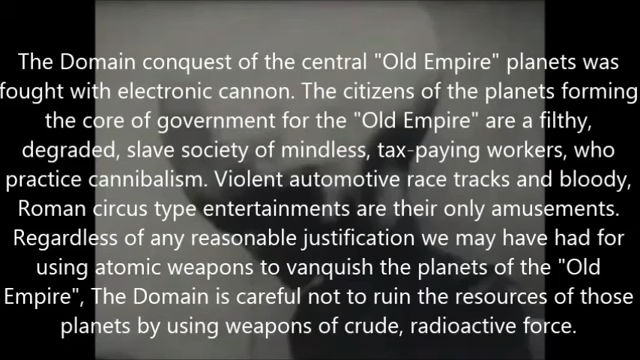 The Domain conquest of the central "Old Empire" planets was
fought with electronic cannon. The citizens of the planets forming
the core of government for the "Old Empire" are a filthy,
degraded, slave society of mindless, tax-paying workers, who
practice cannibalism. Violent automotive race tracks and bloody,
Roman circus type entertainments are their only amusements.
Regardless of any reasonable justification we may have had for
using atomic weapons to vanquish the planets of the "Old
Empire", The Domain is careful not to ruin the resources of those
planets by using weapons of crude, radioactive force.